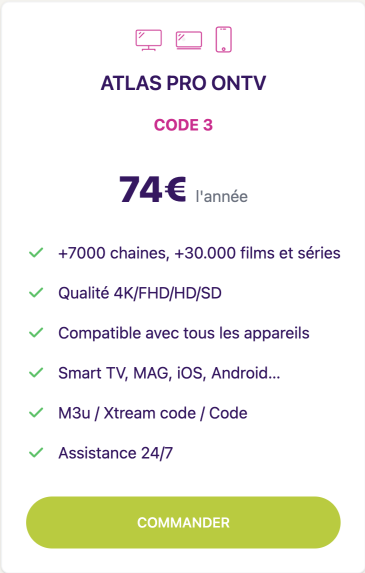 ATLAS PRO ONTV
CODE 3
74€ l'année
+7000 chaines, +30.000 films et séries
Qualité 4K/FHD/HD/SD
Compatible avec tous les appareils
Smart TV, MAG, iOS, Android...
M3u / Xtream code / Code
Assistance 24/7
COMMANDER